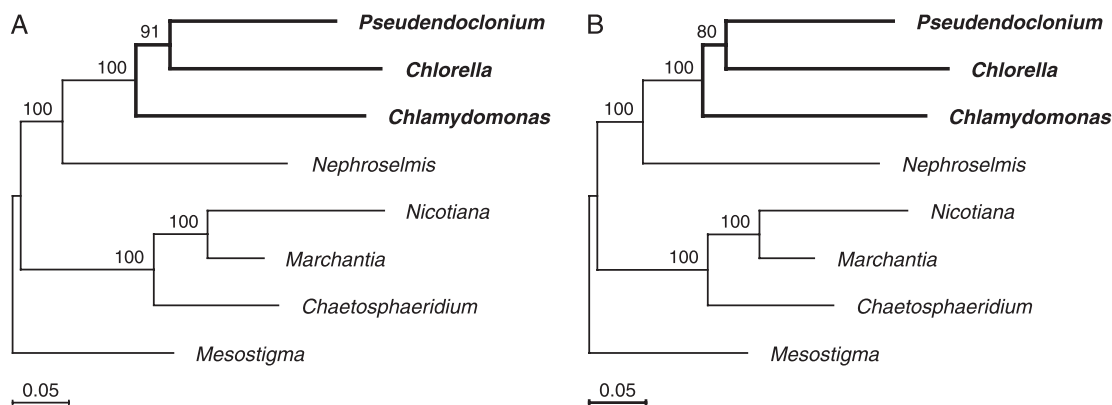 A
91
Pseudendoclonium
Chlorella
100
Chlamydomonas
100
Nephroselmis
100
Nicotiana
Marchantia
100
Chaetosphaeridium
Mesostigma
0.05
B
80
Pseudendoclonium
Chlorella
100
Chlamydomonas
100
Nephroselmis
100
Nicotiana
Marchantia
100
Chaetosphaeridium
Mesostigma
0.05